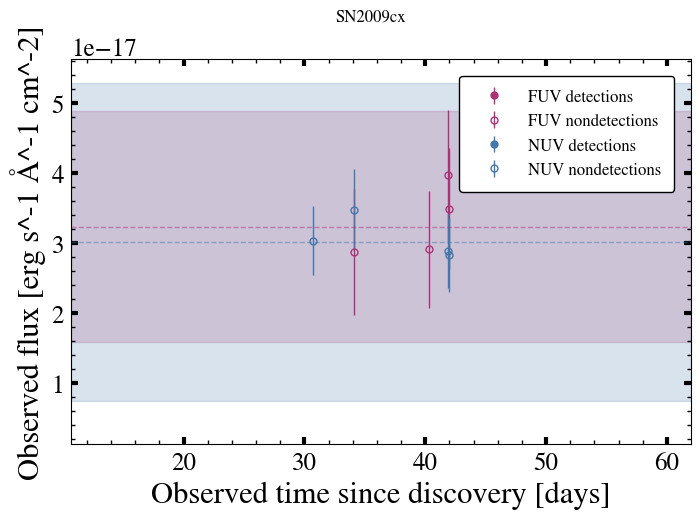 SN2009cx
1e−17
Observed flux [erg s^-1 Å^-1 cm^-2]
5
4
3
2
1
FUV detections
FUV nondetections
NUV detections
NUV nondetections
20 30 40 50 60
Observed time since discovery [days]